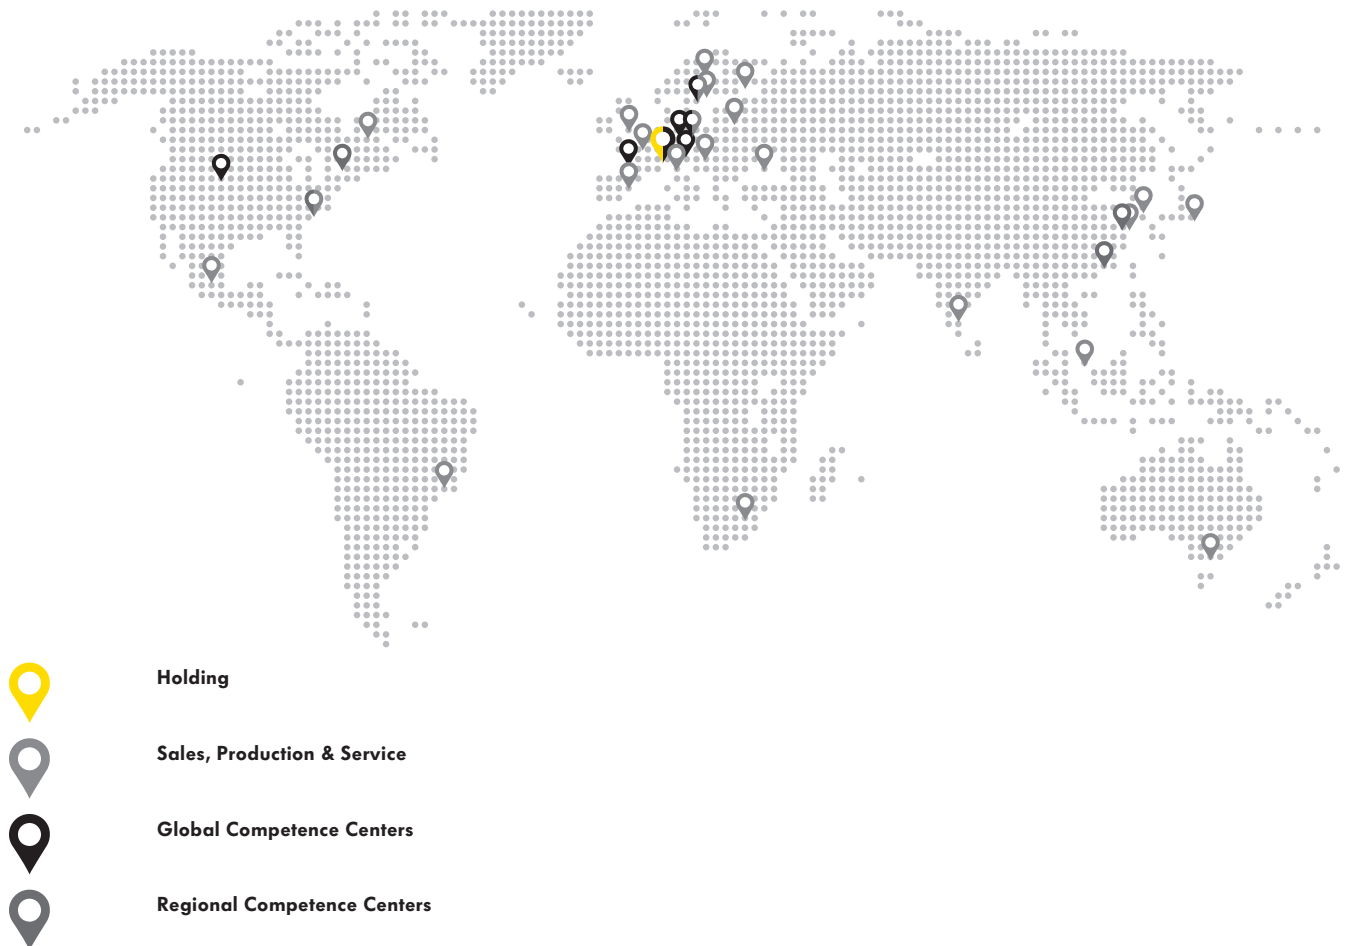 Holding
Sales, Production & Service
Global Competence Centers
Regional Competence Centers